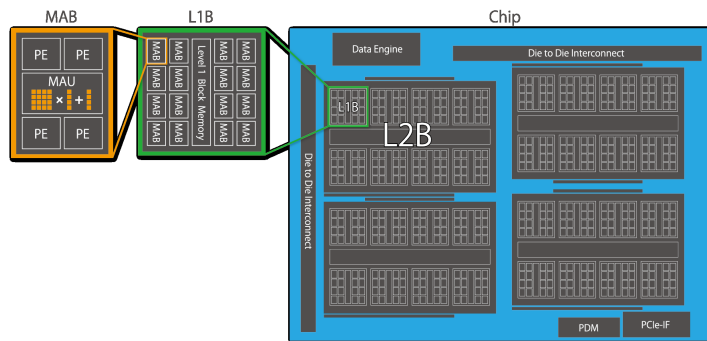 MAB
L1B
Chip
PE
PE
MAU
×
+
PE
PE
MAB
MAB
MAB
MAB
MAB
MAB
MAB
MAB
Level 1 Block Memory
MAB
MAB
MAB
MAB
MAB
MAB
MAB
MAB
Data Engine
Die to Die Interconnect
Die to Die Interconnect
L1B
L2B
PDM
PCIe-IF